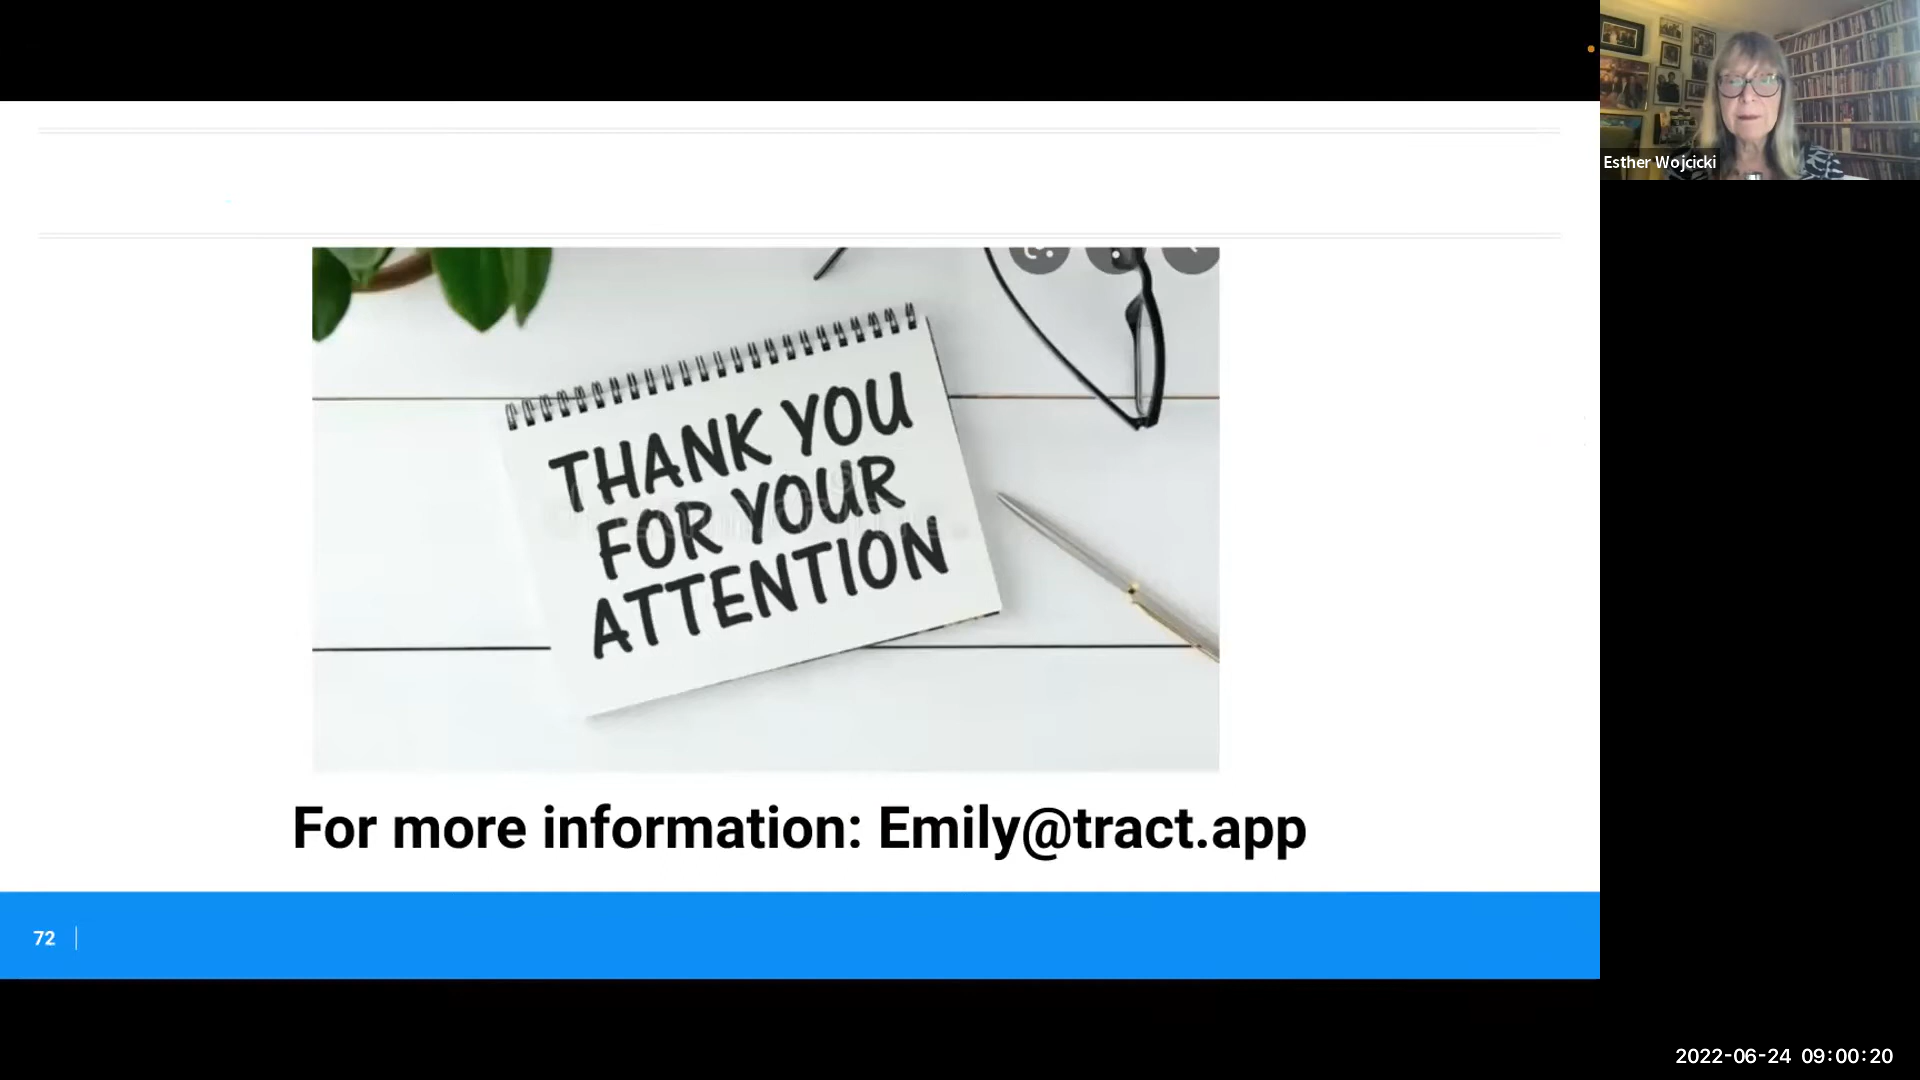 Esther Wojcicki
THANK YOU
FOR YOUR
ATTENTION
For more information: Emily@tract.app
72
2022-06-24 09:00:20